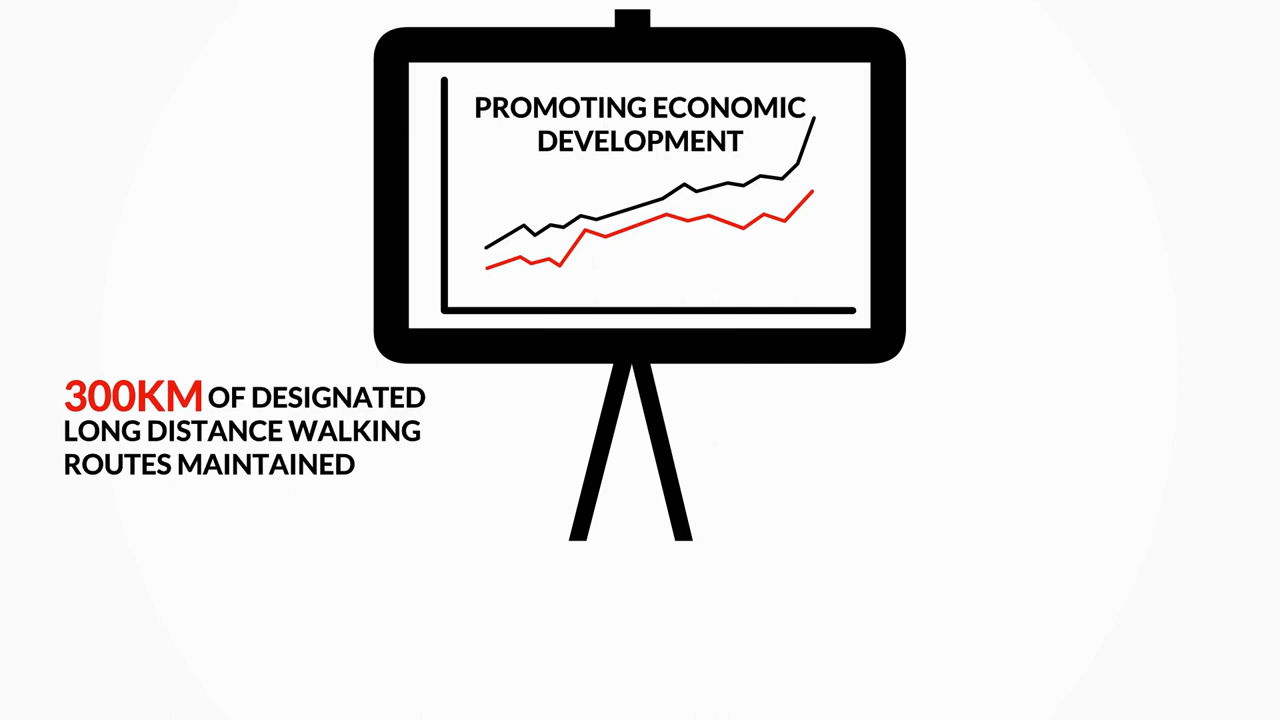 PROMOTING ECONOMIC
DEVELOPMENT
300KM OF DESIGNATED
LONG DISTANCE WALKING
ROUTES MAINTAINED